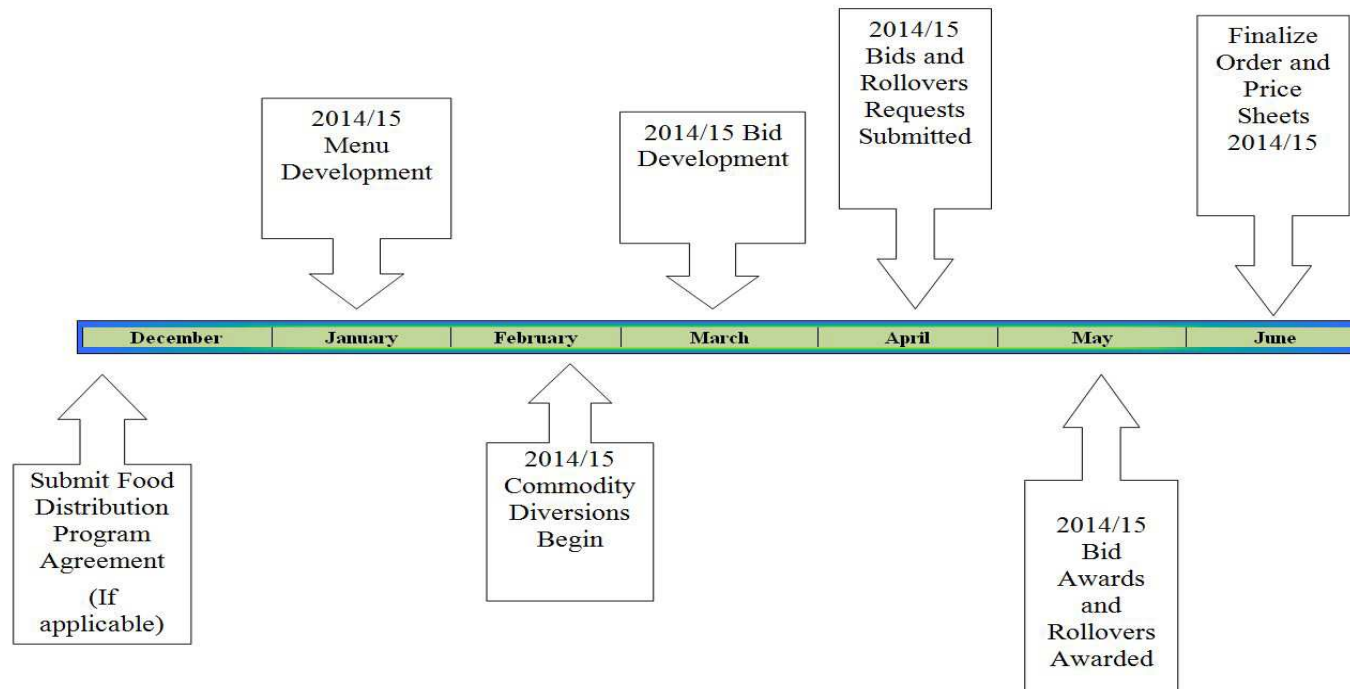 2014/15
Menu
Development
2014/15 Bid
Development
2014/15
Bids and
Rollovers
Requests
Submitted
Finalize
Order and
Price
Sheets
2014/15
December January February March April May June
Submit Food
Distribution
Program
Agreement
(If
applicable)
2014/15
Commodity
Diversions
Begin
2014/15
Bid
Awards
and
Rollovers
Awarded